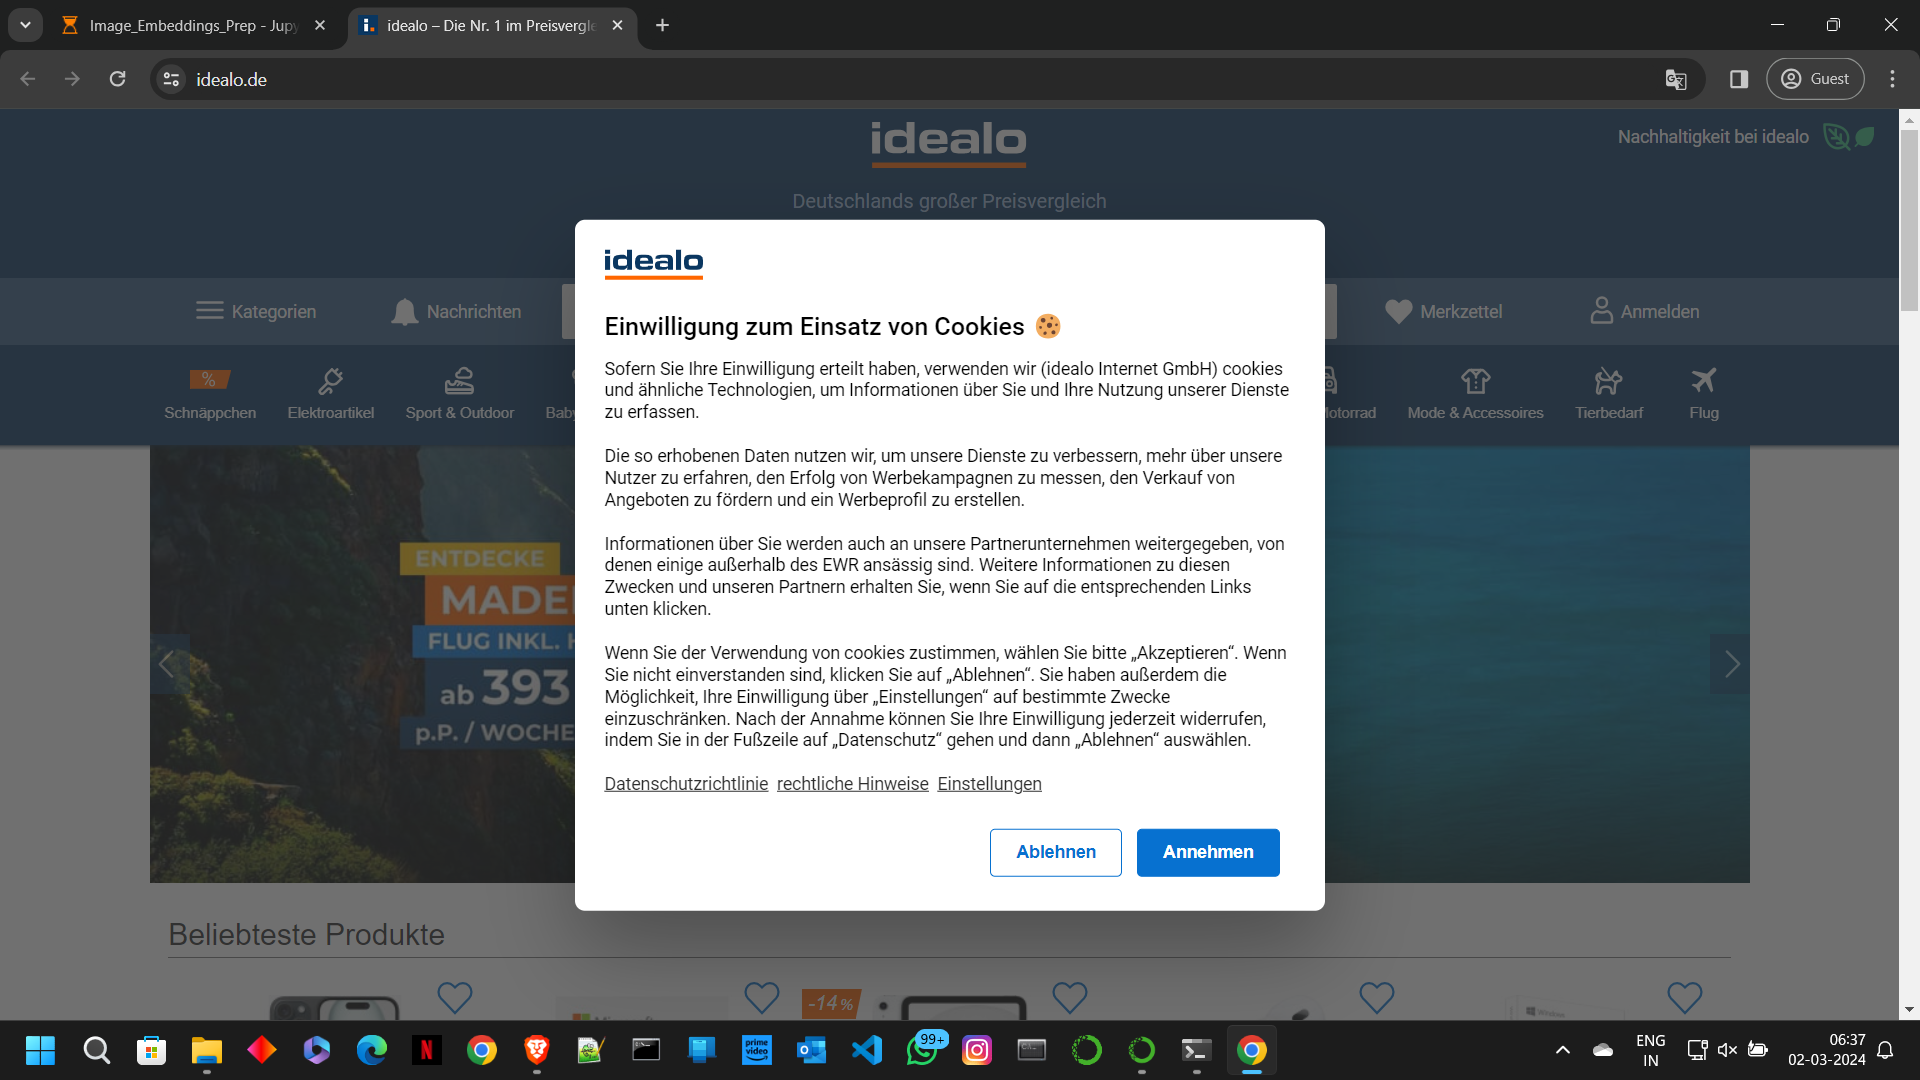 Image_Embeddings_Prep - Jupy
idealo – Die Nr. 1 im Preisvergle
idealo.de
Guest
idealo
Nachhaltigkeit bei idealo
Deutschlands großer Preisvergleich
Kategorien
Nachrichten
Merkzettel
Anmelden
%
Schnäppchen
Elektroartikel
Sport & Outdoor
Baby
Motorrad
Mode & Accessoires
Tierbedarf
Flug
ENTDECKE
MADEI
FLUG INKL. H
ab 393
p.P. / WOCHE
idealo
Einwilligung zum Einsatz von Cookies
Sofern Sie Ihre Einwilligung erteilt haben, verwenden wir (idealo Internet GmbH) cookies
und ähnliche Technologien, um Informationen über Sie und Ihre Nutzung unserer Dienste
zu erfassen.
Die so erhobenen Daten nutzen wir, um unsere Dienste zu verbessern, mehr über unsere
Nutzer zu erfahren, den Erfolg von Werbekampagnen zu messen, den Verkauf von
Angeboten zu fördern und ein Werbeprofil zu erstellen.
Informationen über Sie werden auch an unsere Partnerunternehmen weitergegeben, von
denen einige außerhalb des EWR ansässig sind. Weitere Informationen zu diesen
Zwecken und unseren Partnern erhalten Sie, wenn Sie auf die entsprechenden Links
unten klicken.
Wenn Sie der Verwendung von cookies zustimmen, wählen Sie bitte „Akzeptieren“. Wenn
Sie nicht einverstanden sind, klicken Sie auf „Ablehnen“. Sie haben außerdem die
Möglichkeit, Ihre Einwilligung über „Einstellungen“ auf bestimmte Zwecke
einzuschränken. Nach der Annahme können Sie Ihre Einwilligung jederzeit widerrufen,
indem Sie in der Fußzeile auf „Datenschutz“ gehen und dann „Ablehnen“ auswählen.
Datenschutzrichtlinie rechtliche Hinweise Einstellungen
Ablehnen
Annehmen
Beliebteste Produkte
-14 %
prime video
99+
ENG
IN
06:37
02-03-2024